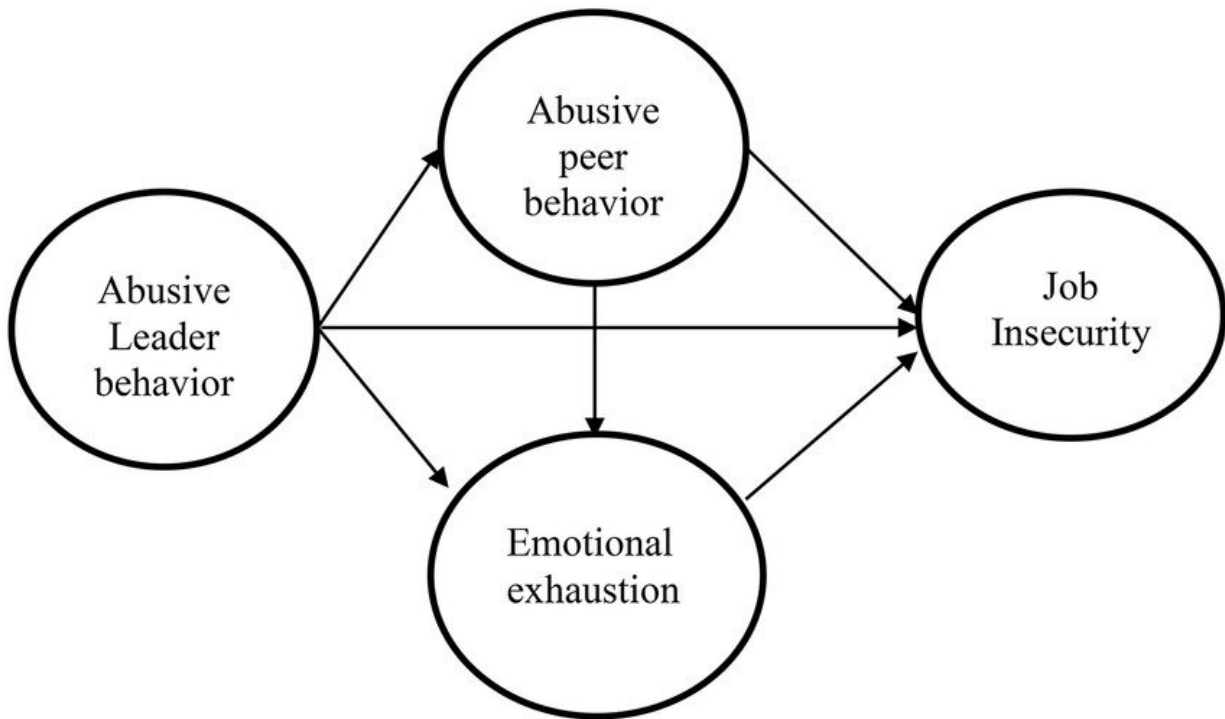 Abusive
peer
behavior
Abusive
Leader
behavior
Job
Insecurity
Emotional
exhaustion